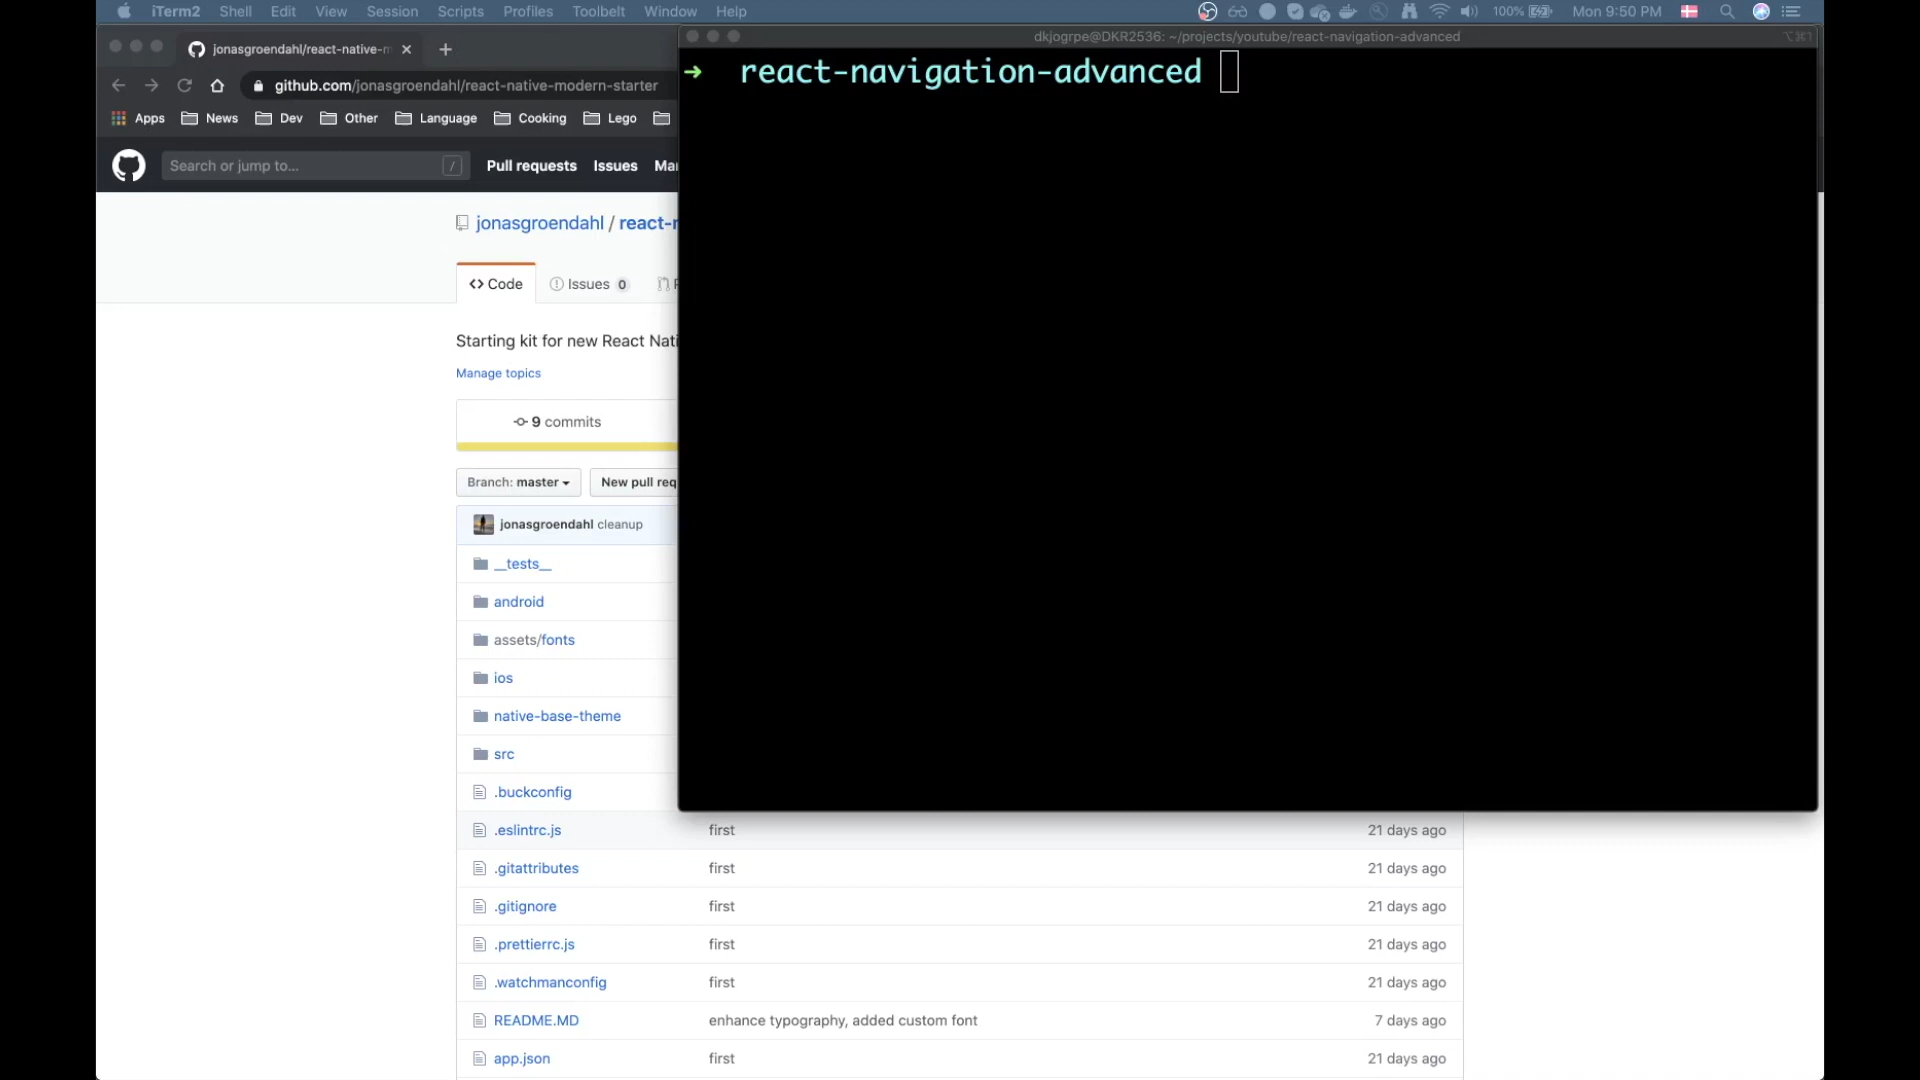 iTerm2 Shell Edit View Session Scripts Profiles Toolbelt Window Help 100% Mon 9:50 PM
jonasgroendahl/react-native-m
dkjogrpe@DKR2536: ~/projects/youtube/react-navigation-advanced ⌥⌘1
github.com/jonasgroendahl/react-native-modern-starter
→ react-navigation-advanced
Apps News Dev Other Language Cooking Lego
Search or jump to... / Pull requests Issues Mar
jonasgroendahl / react-n
Code Issues 0
Starting kit for new React Nati
Manage topics
9 commits
Branch: master New pull req
jonasgroendahl cleanup
__tests__
android
assets/fonts
ios
native-base-theme
src
.buckconfig
.eslintrc.js first 21 days ago
.gitattributes first 21 days ago
.gitignore first 21 days ago
.prettierrc.js first 21 days ago
.watchmanconfig first 21 days ago
README.MD enhance typography, added custom font 7 days ago
app.json first 21 days ago